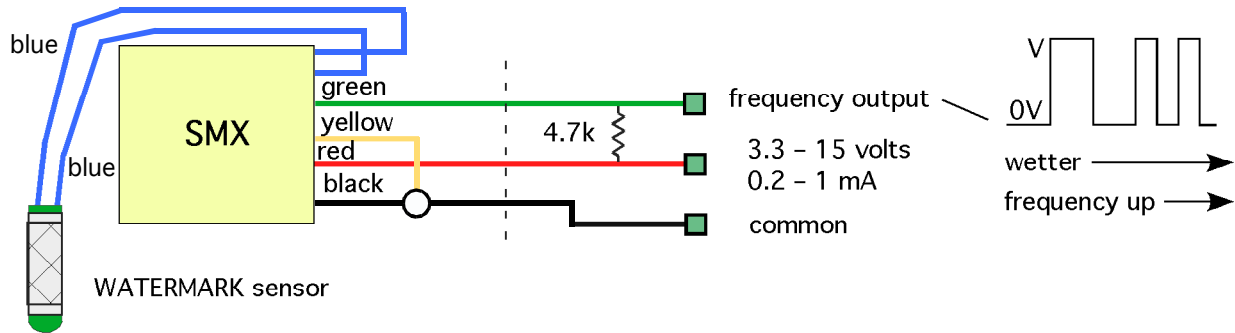 blue
blue
SMX
green
yellow
red
black
4.7k
frequency output
3.3 – 15 volts
0.2 – 1 mA
common
V
0V
wetter
frequency up
WATERMARK sensor